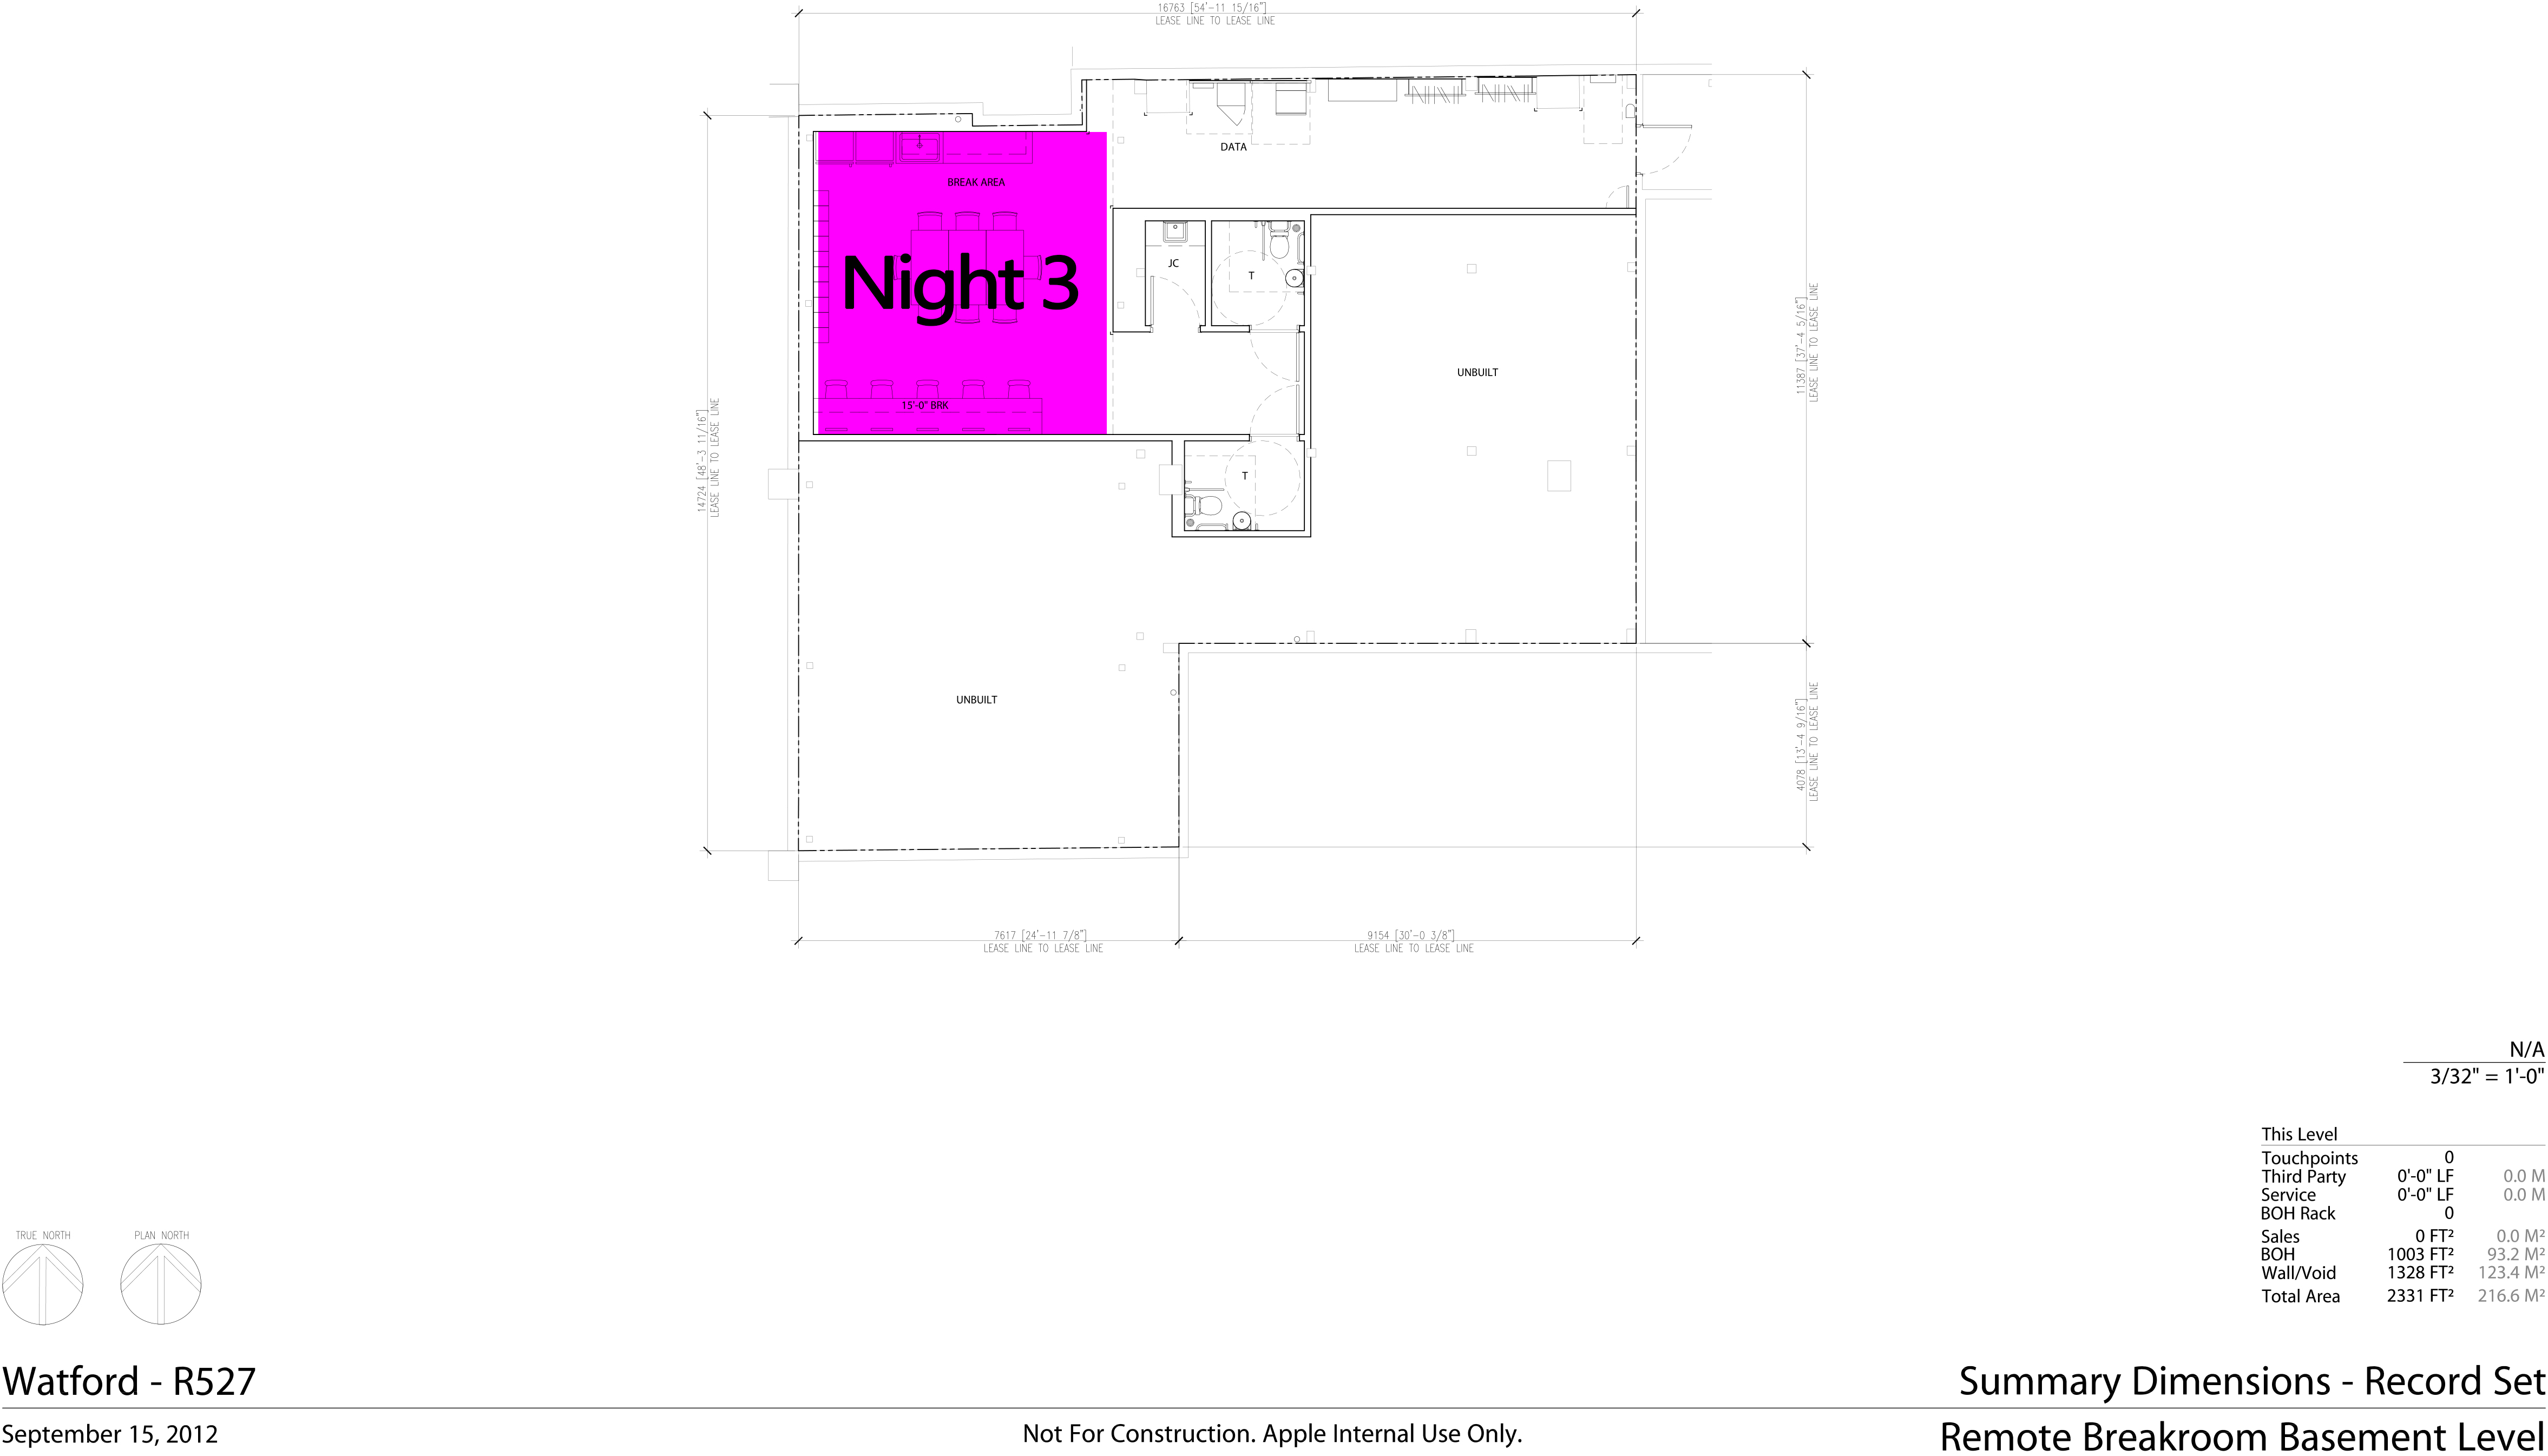 16763 [54'-11 15/16"]
LEASE LINE TO LEASE LINE
DATA
BREAK AREA
Night 3
JC
T
15'-0" BRK
UNBUILT
T
UNBUILT
14724 [48'-3 11/16"]
LEASE LINE TO LEASE LINE
11387 [37'-4 5/16"]
LEASE LINE TO LEASE LINE
4078 [13'-4 9/16"]
LEASE LINE TO LEASE LINE
7617 [24'-11 7/8"]
LEASE LINE TO LEASE LINE
9154 [30'-0 3/8"]
LEASE LINE TO LEASE LINE
N/A
3/32" = 1'-0"
This Level
Touchpoints 0
Third Party 0'-0" LF 0.0 M
Service 0'-0" LF 0.0 M
BOH Rack 0
Sales 0 FT² 0.0 M²
BOH 1003 FT² 93.2 M²
Wall/Void 1328 FT² 123.4 M²
Total Area 2331 FT² 216.6 M²
TRUE NORTH
PLAN NORTH
Watford - R527
Summary Dimensions - Record Set
September 15, 2012
Not For Construction. Apple Internal Use Only.
Remote Breakroom Basement Level